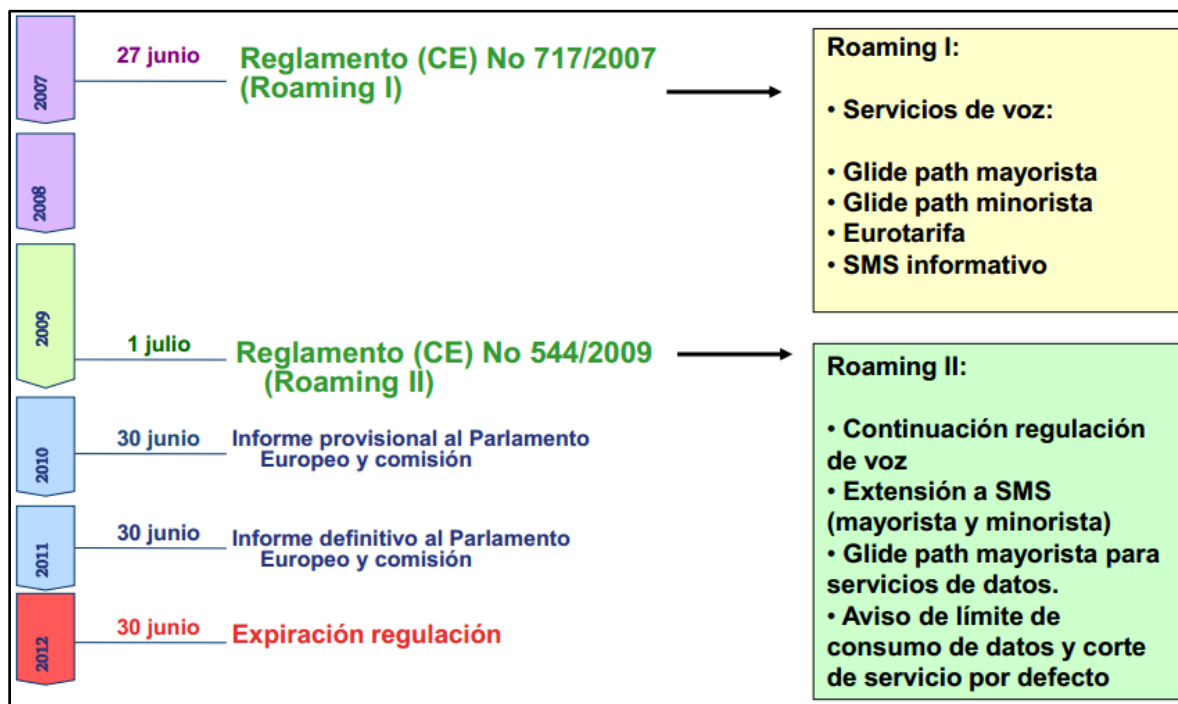 2007
27 junio
Reglamento (CE) No 717/2007
(Roaming I)
2008
2009
1 julio
Reglamento (CE) No 544/2009
(Roaming II)
2010
30 junio
Informe provisional al Parlamento
Europeo y comisión
2011
30 junio
Informe definitivo al Parlamento
Europeo y comisión
2012
30 junio
Expiración regulación
Roaming I:
• Servicios de voz:
• Glide path mayorista
• Glide path minorista
• Eurotarifa
• SMS informativo
Roaming II:
• Continuación regulación
de voz
• Extensión a SMS
(mayorista y minorista)
• Glide path mayorista para
servicios de datos.
• Aviso de límite de
consumo de datos y corte
de servicio por defecto